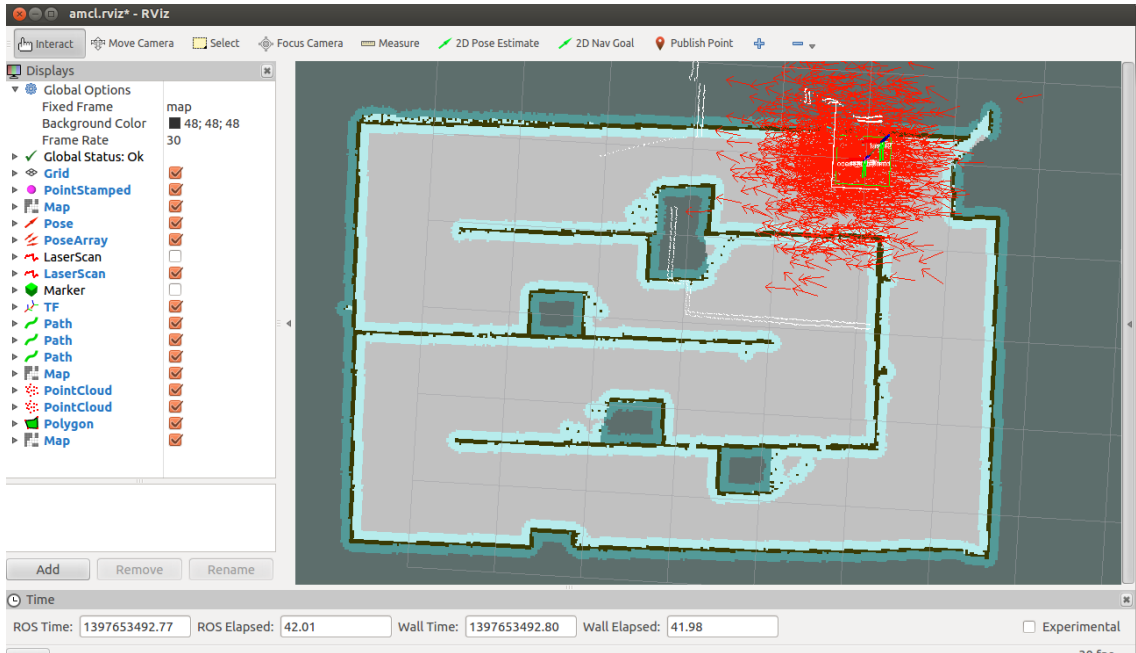 amcl.rviz* - RViz
Interact Move Camera Select Focus Camera Measure 2D Pose Estimate 2D Nav Goal Publish Point
Displays
Global Options
Fixed Frame map
Background Color 48; 48; 48
Frame Rate 30
Global Status: Ok
Grid
PointStamped
Map
Pose
PoseArray
LaserScan
LaserScan
Marker
TF
Path
Path
Path
Map
PointCloud
PointCloud
Polygon
Map
Add Remove Rename
Time
ROS Time: 1397653492.77 ROS Elapsed: 42.01 Wall Time: 1397653492.80 Wall Elapsed: 41.98 Experimental